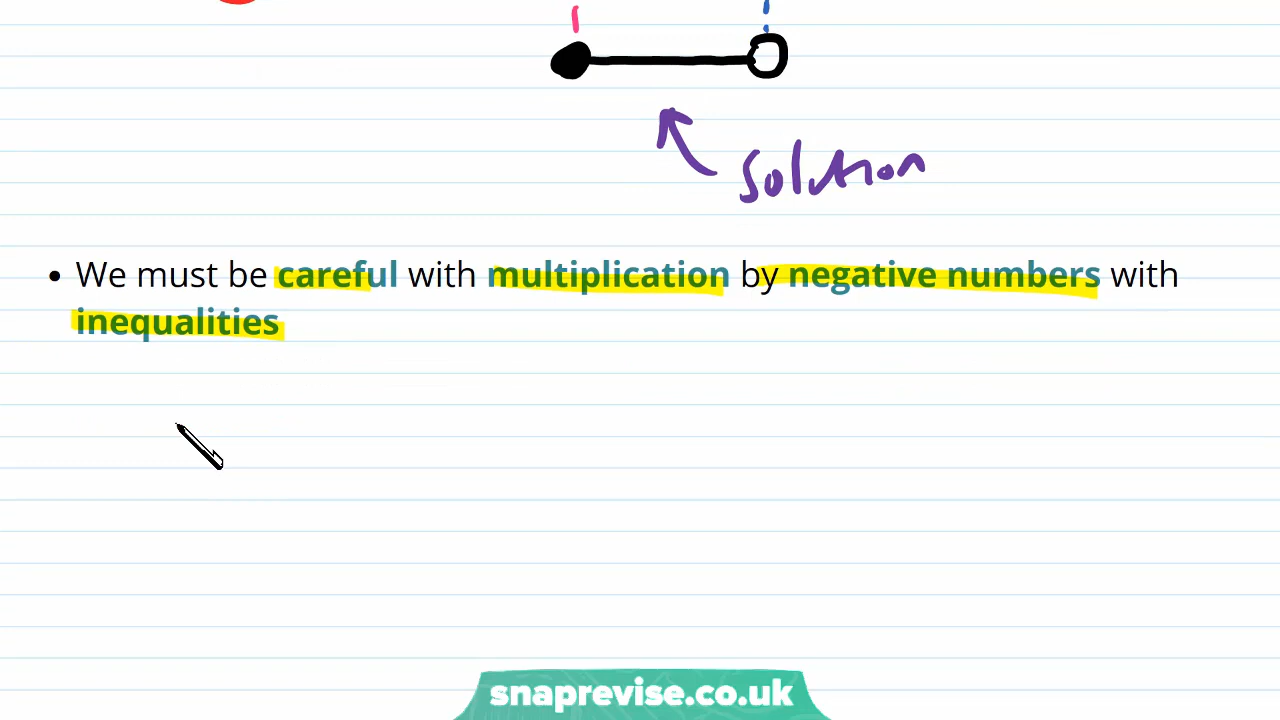 solution
• We must be careful with multiplication by negative numbers with
inequalities
snaprevise.co.uk